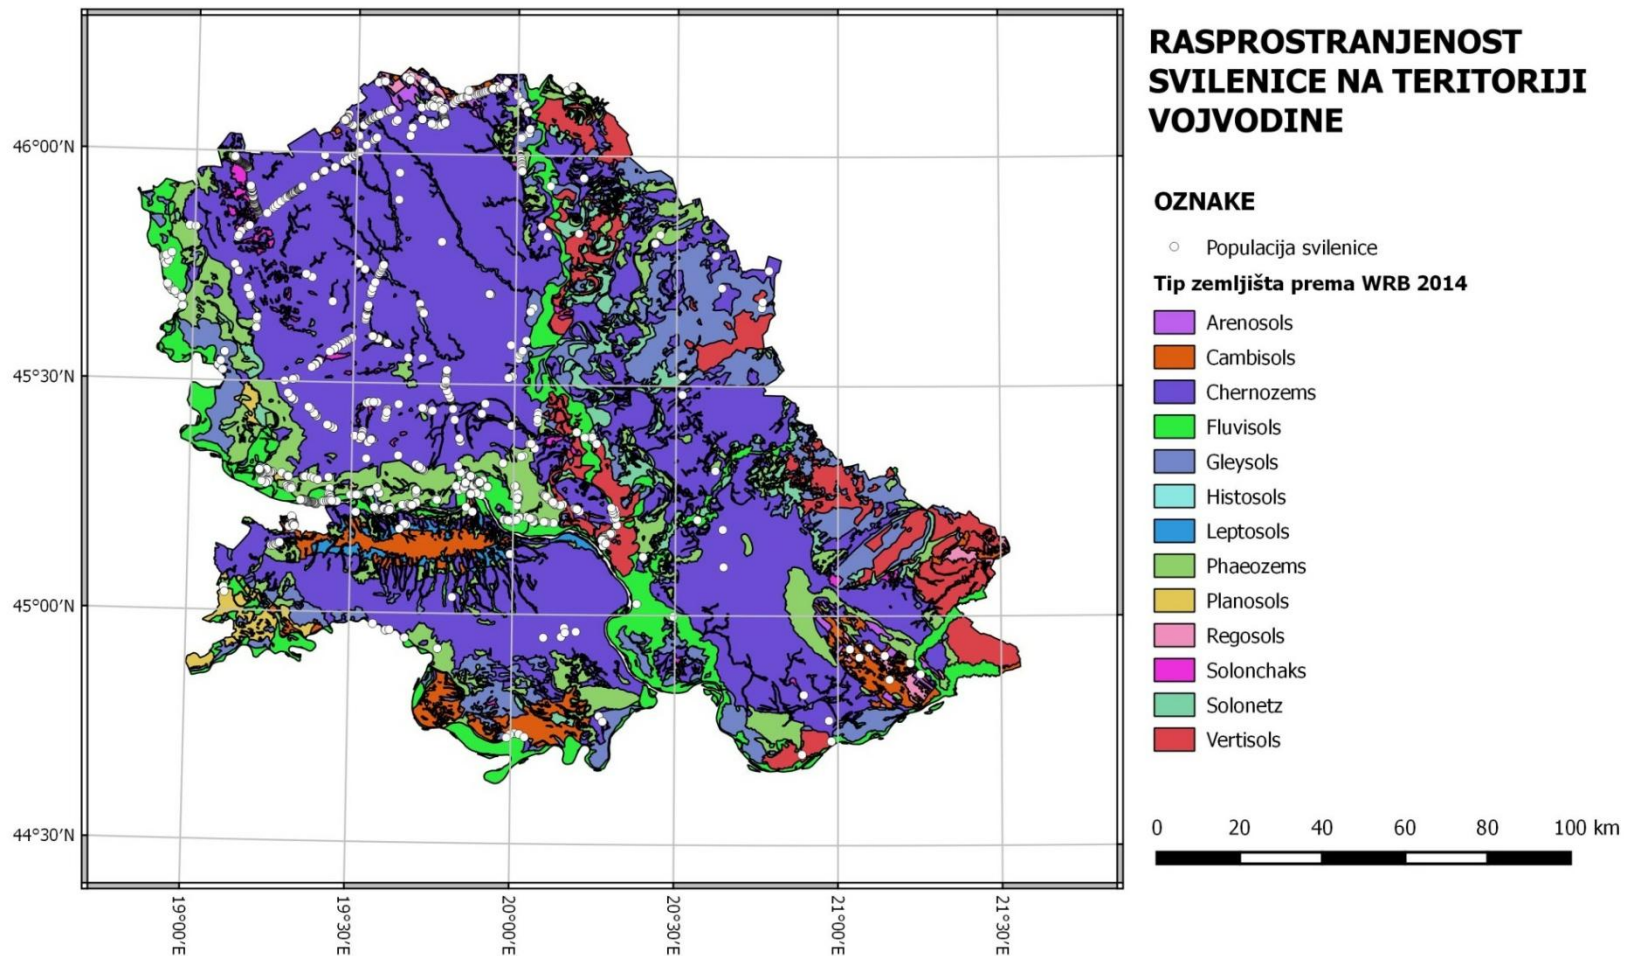 RASPROSTRANJENOST
SVILENICE NA TERITORIJI
VOJVODINE
OZNAKE
Populacija svilenice
Tip zemljišta prema WRB 2014
Arenosols
Cambisols
Chernozems
Fluvisols
Gleysols
Histosols
Leptosols
Phaeozems
Planosols
Regosols
Solonchaks
Solonetz
Vertisols
0 20 40 60 80 100 km
46°00'N
45°30'N
45°00'N
44°30'N
19°00'E
19°30'E
20°00'E
20°30'E
21°00'E
21°30'E